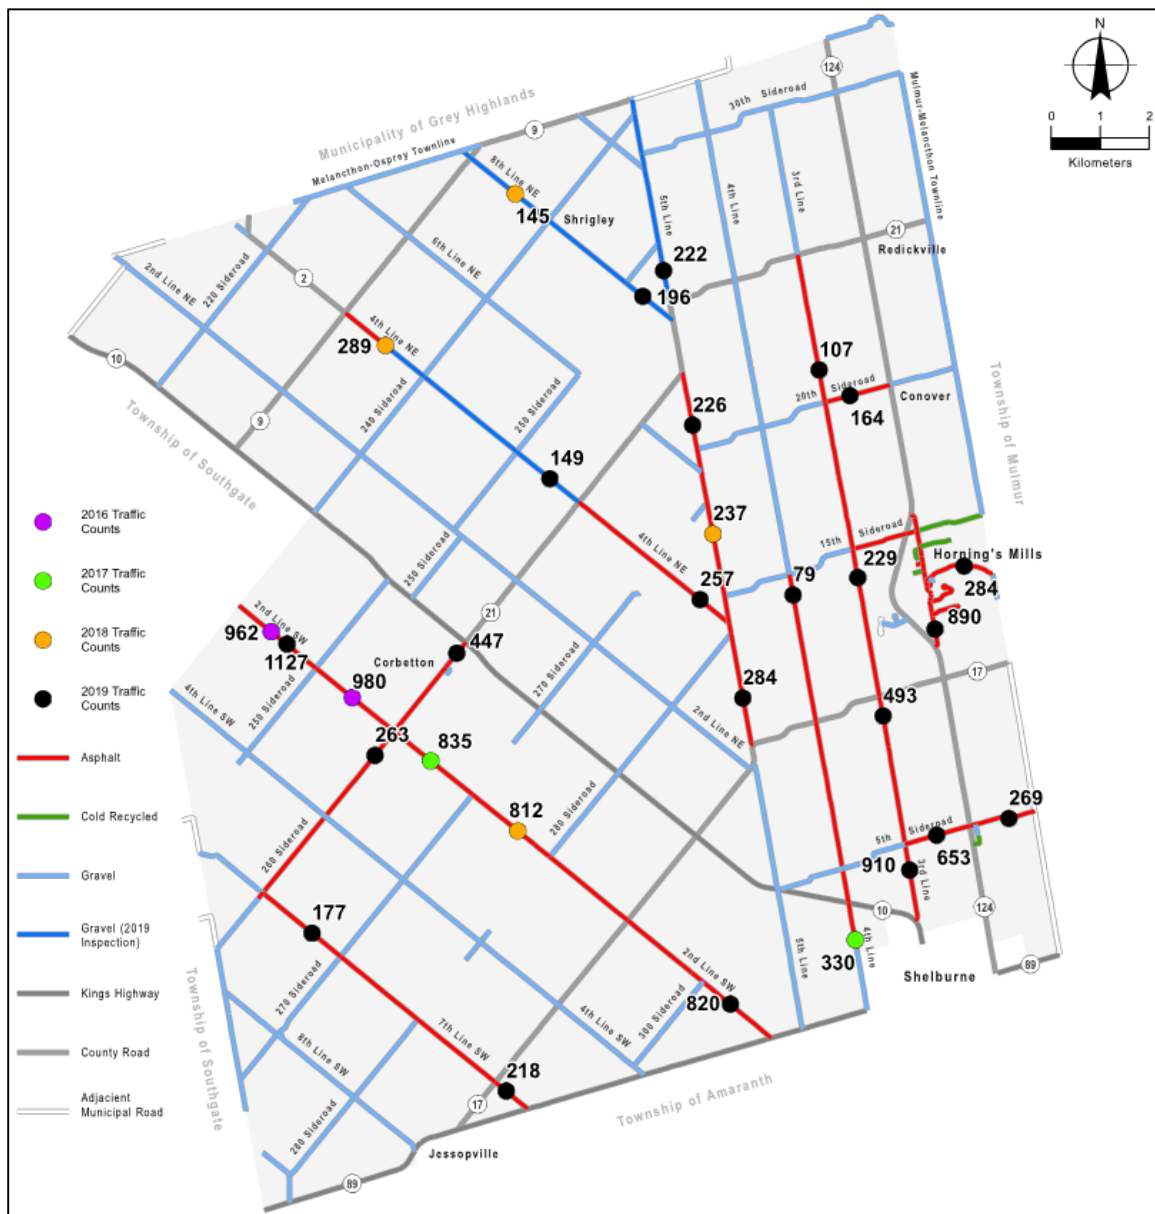 N
0 1 2
Kilometers
Municipality of Grey Highlands
Melancthon-Osprey Townline
9
124
30th Sideroad
Mulmur-Melancthon Townline
8th Line NE
145
Shrigley
5th Line
4th Line
3rd Line
21
Redickville
2nd Line NE
220 Sideroad
2
6th Line NE
222
196
10
4th Line NE
289
107
20th Sideroad
164
Conover
Township of Mulmur
9
240 Sideroad
250 Sideroad
226
Township of Southgate
149
237
2016 Traffic
Counts
2017 Traffic
Counts
2018 Traffic
Counts
2019 Traffic
Counts
Asphalt
Cold Recycled
Gravel
Gravel (2019
Inspection)
Kings Highway
County Road
Adjacient
Municipal Road
4th Line NE
15th Sideroad
Horning's Mills
229
284
257
79
890
250 Sideroad
21
2nd Line SW
962
1127
447
Corbetton
980
270 Sideroad
284
17
4th Line SW
250 Sideroad
263
835
2nd Line NE
493
812
280 Sideroad
269
5th Sideroad
653
910
3rd Line
260 Sideroad
177
10
124
330
4th Line
5th Line
Shelburne
89
Township of Southgate
270 Sideroad
2nd Line SW
820
300 Sideroad
4th Line SW
7th Line SW
8th Line SW
218
17
Township of Amaranth
280 Sideroad
Jessopville
89